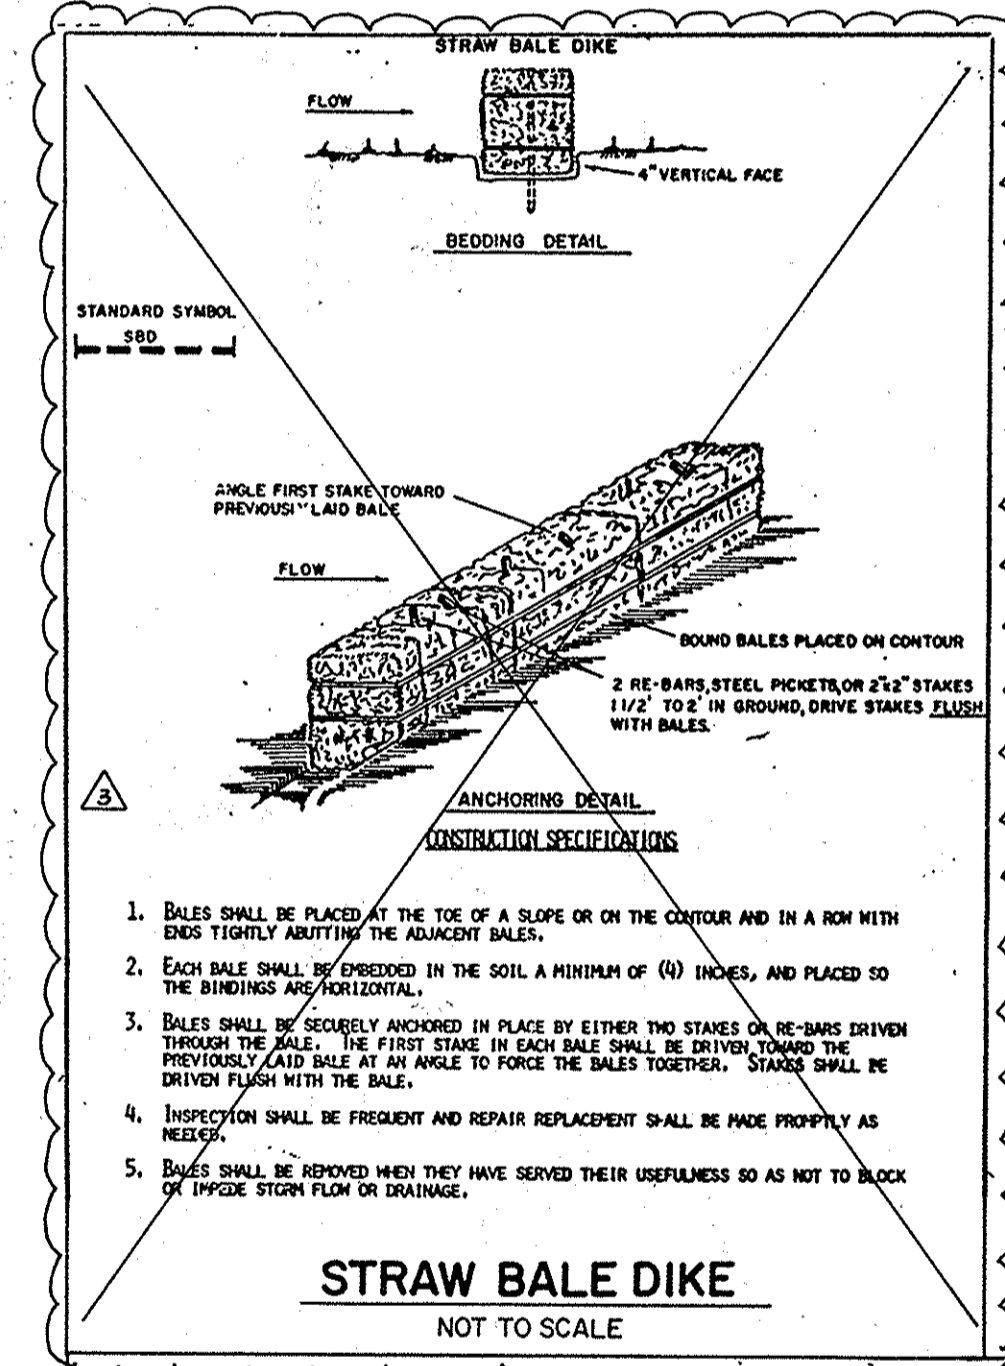 STRAW BALE DIKE
FLOW
4" VERTICAL FACE
BEDDING DETAIL
STANDARD SYMBOL
SBD
ANGLE FIRST STAKE TOWARD
PREVIOUSLY LAID BALE
FLOW
BOUND BALES PLACED ON CONTOUR
2 RE-BARS, STEEL PICKETS, OR 2"x2" STAKES
1 1/2' TO 2' IN GROUND, DRIVE STAKES FLUSH
WITH BALES.
3
ANCHORING DETAIL
CONSTRUCTION SPECIFICATIONS
1. BALES SHALL BE PLACED AT THE TOE OF A SLOPE OR ON THE CONTOUR AND IN A ROW WITH
ENDS TIGHTLY ABUTTING THE ADJACENT BALES.
2. EACH BALE SHALL BE EMBEDDED IN THE SOIL A MINIMUM OF (4) INCHES, AND PLACED SO
THE BINDINGS ARE HORIZONTAL.
3. BALES SHALL BE SECURELY ANCHORED IN PLACE BY EITHER TWO STAKES OR RE-BARS DRIVEN
THROUGH THE BALE. THE FIRST STAKE IN EACH BALE SHALL BE DRIVEN TOWARD THE
PREVIOUSLY LAID BALE AT AN ANGLE TO FORCE THE BALES TOGETHER. STAKES SHALL BE
DRIVEN FLUSH WITH THE BALE.
4. INSPECTION SHALL BE FREQUENT AND REPAIR REPLACEMENT SHALL BE MADE PROMPTLY AS
NEEDED.
5. BALES SHALL BE REMOVED WHEN THEY HAVE SERVED THEIR USEFULNESS SO AS NOT TO BLOCK
OR IMPEDE STORM FLOW OR DRAINAGE.
STRAW BALE DIKE
NOT TO SCALE